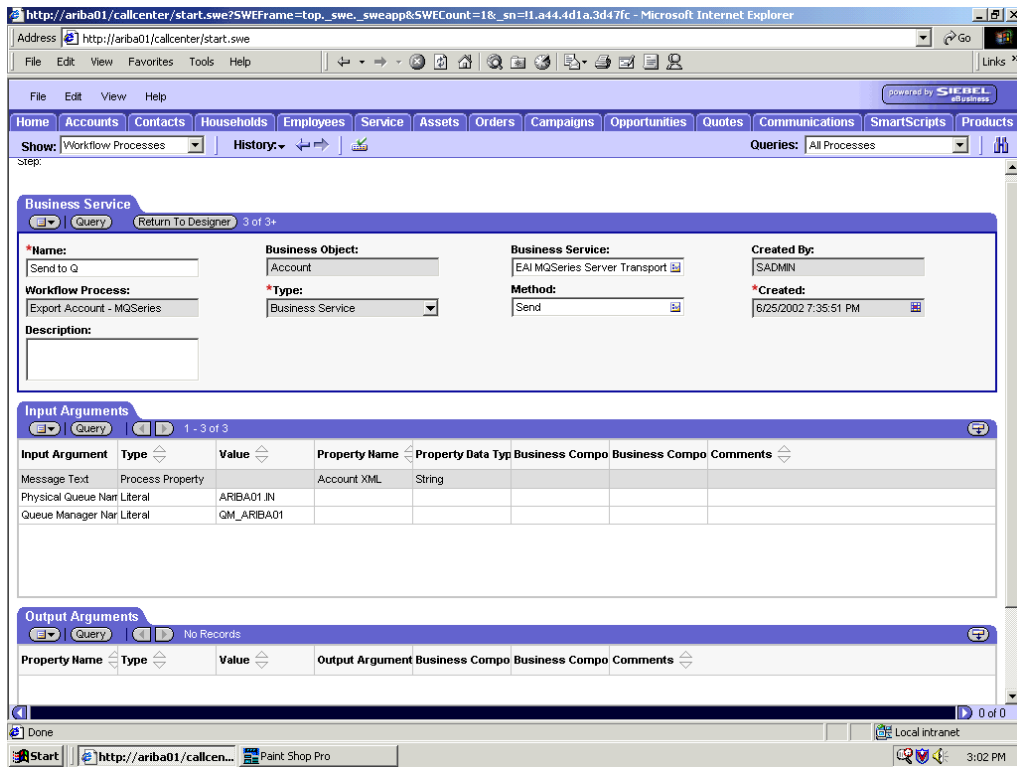 http://ariba01/callcenter/start.swe?SWEFrame=top._swe._sweapp&SWECount=1&_sn=!1.a44.4d1a.3d47fc - Microsoft Internet Explorer
Address http://ariba01/callcenter/start.swe Go
File Edit View Favorites Tools Help Links »
File Edit View Help powered by SIEBEL eBusiness
Home Accounts Contacts Households Employees Service Assets Orders Campaigns Opportunities Quotes Communications SmartScripts Products
Show: Workflow Processes History: Queries: All Processes
Step:
Business Service
Query Return To Designer 3 of 3+
*Name: Business Object: Business Service: Created By:
Send to Q Account EAI MQSeries Server Transport SADMIN
Workflow Process: *Type: Method: *Created:
Export Account - MQSeries Business Service Send 6/25/2002 7:35:51 PM
Description:
Input Arguments
Query 1 - 3 of 3
Input Argument Type Value Property Name Property Data Typ Business Compo Business Compo Comments
Message Text Process Property Account XML String
Physical Queue Nam Literal ARIBA01.IN
Queue Manager Nar Literal QM_ARIBA01
Output Arguments
Query No Records
Property Name Type Value Output Argument Business Compo Business Compo Comments
0 of 0
Done Local intranet
Start http://ariba01/callcen... Paint Shop Pro 3:02 PM